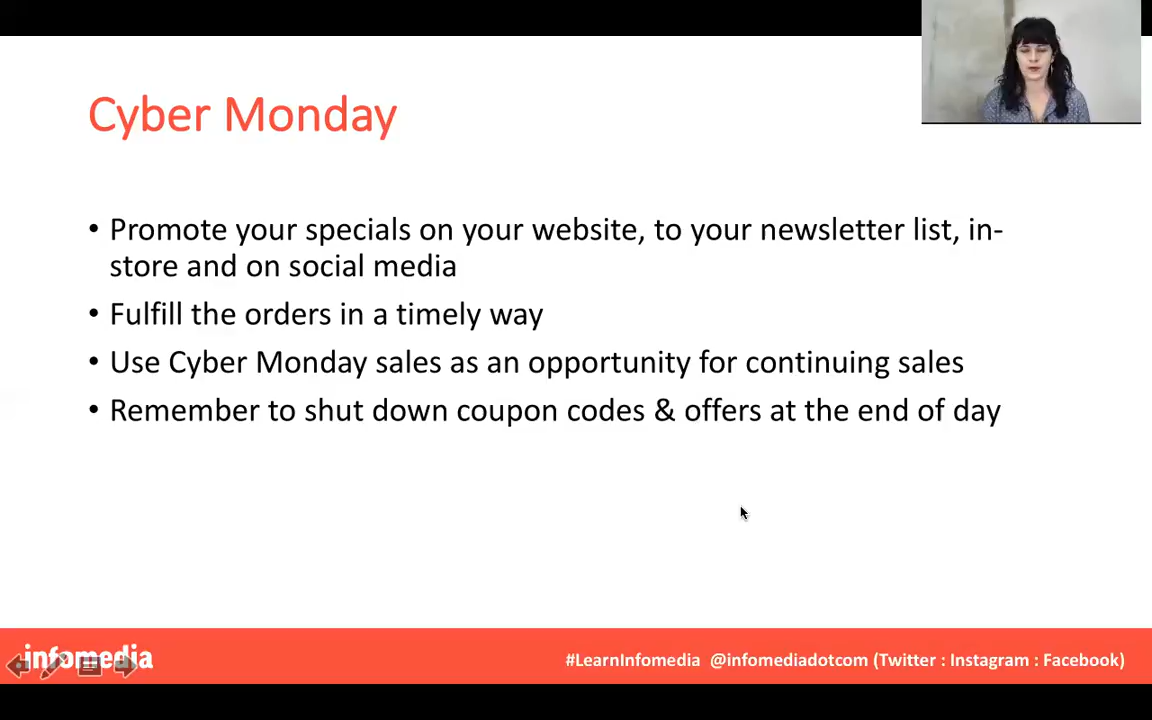 Cyber Monday
• Promote your specials on your website, to your newsletter list, in-
store and on social media
• Fulfill the orders in a timely way
• Use Cyber Monday sales as an opportunity for continuing sales
• Remember to shut down coupon codes & offers at the end of day
infomedia
#LearnInfomedia @infomediadotcom (Twitter : Instagram : Facebook)